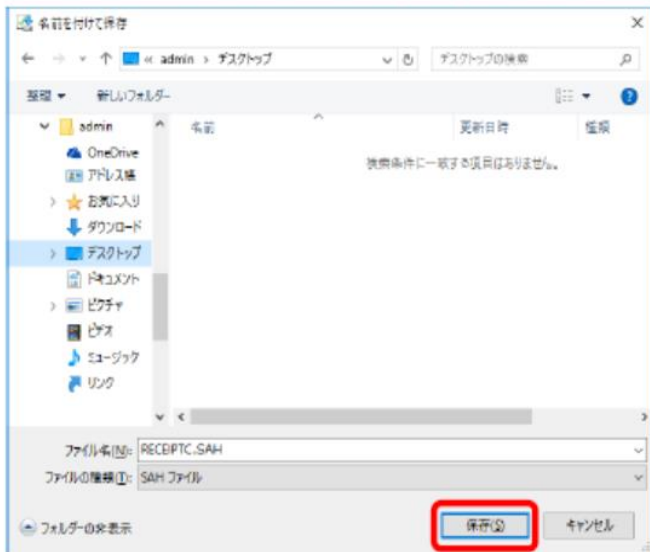 名前を付けて保存
« admin › デスクトップ
デスクトップの検索
整理
新しいフォルダー
admin
名前
更新日時
種類
OneDrive
検索条件に一致する項目はありません。
アドレス帳
お気に入り
ダウンロード
デスクトップ
ドキュメント
ピクチャ
ビデオ
ミュージック
リンク
ファイル名(N): RECEIPTC.SAH
ファイルの種類(T): SAH ファイル
フォルダーの非表示
保存(S)
キャンセル